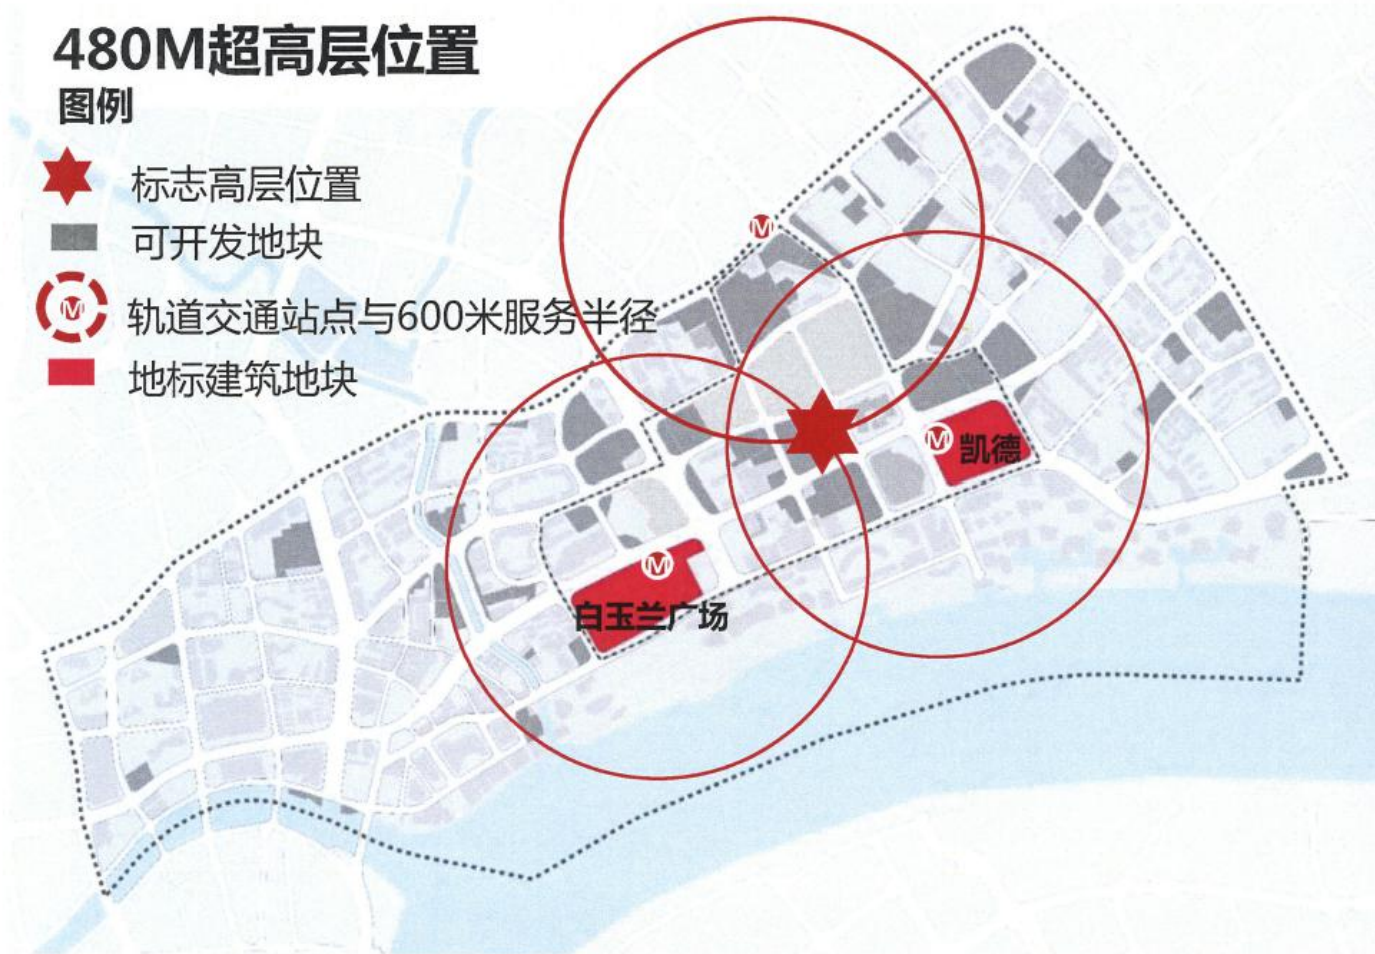 480M超高层位置
图例
标志高层位置
可开发地块
M
轨道交通站点与600米服务半径
地标建筑地块
M
M
凯德
M
白玉兰广场